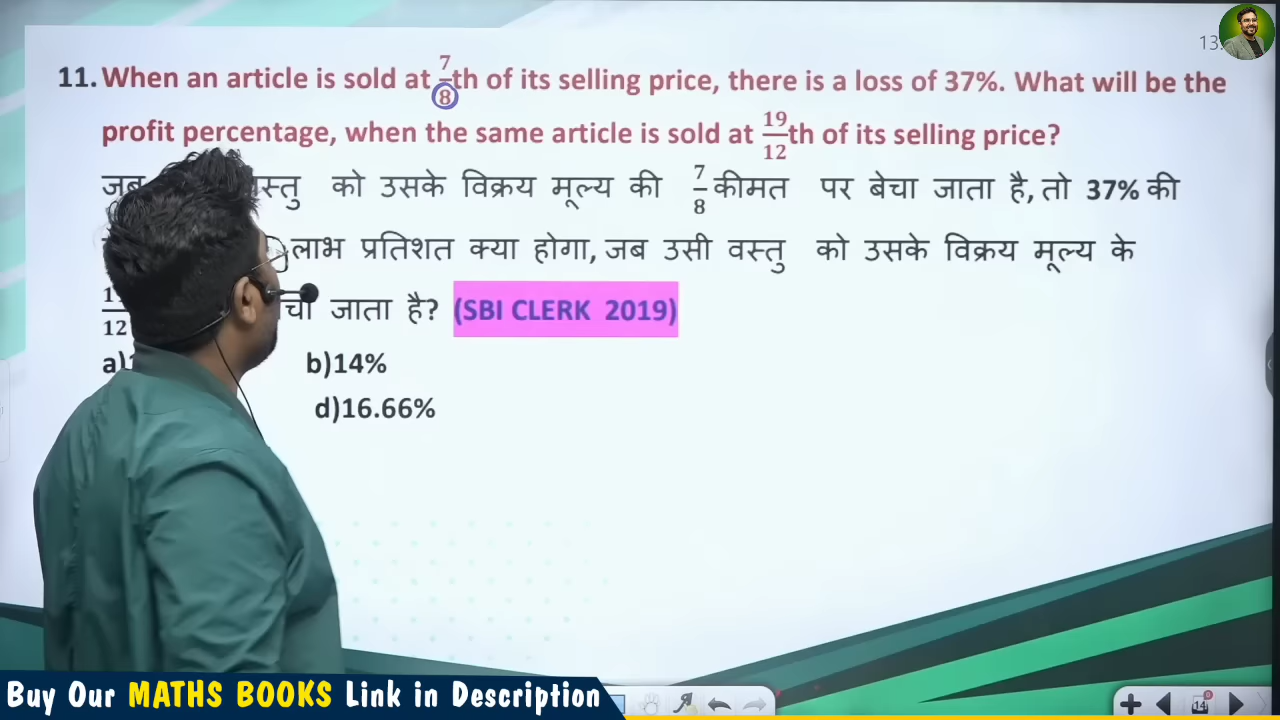 13
11. When an article is sold at 7/8th of its selling price, there is a loss of 37%. What will be the
profit percentage, when the same article is sold at 19/12th of its selling price?
जब वस्तु को उसके विक्रय मूल्य की 7/8 कीमत पर बेचा जाता है, तो 37% की
लाभ प्रतिशत क्या होगा, जब उसी वस्तु को उसके विक्रय मूल्य के
12 जाता है? (SBI CLERK 2019)
a) b)14%
d)16.66%
Buy Our MATHS BOOKS Link in Description
14